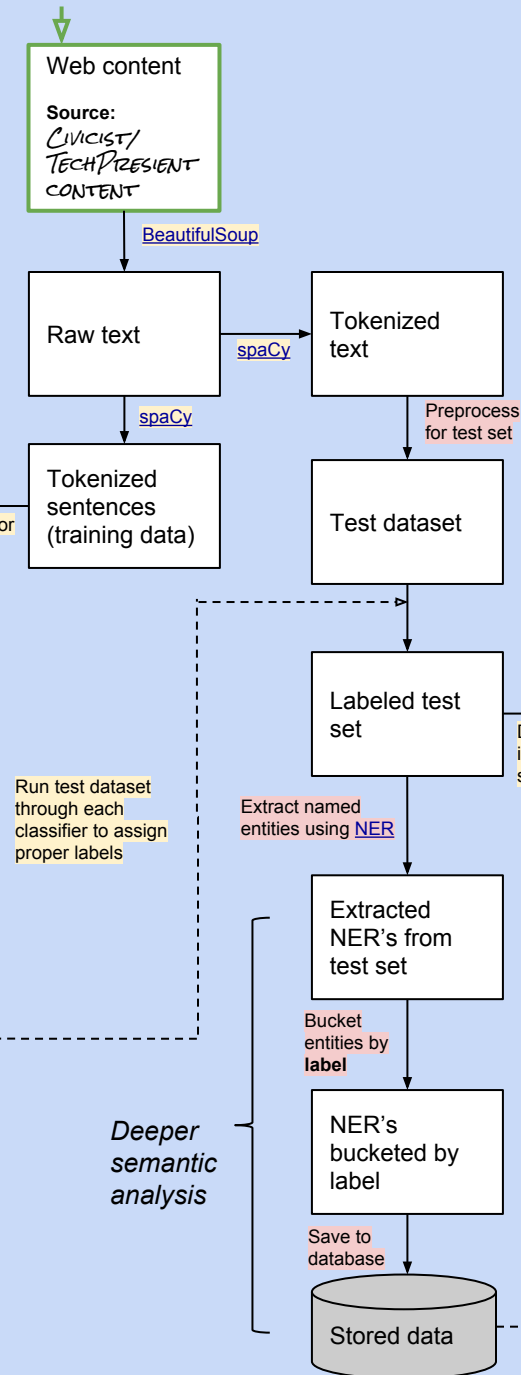 Web content
Source:
CIVICIST/
TECHPRESIENT
CONTENT
BeautifulSoup
Raw text
spaCy
Tokenized
text
spaCy
Preprocess
for test set
Tokenized
sentences
(training data)
or
Test dataset
Labeled test
set
Run test dataset
through each
classifier to assign
proper labels
Extract named
entities using NER
Extracted
NER's from
test set
Bucket
entities by
label
Deeper
semantic
analysis
NER's
bucketed by
label
Save to
database
Stored data